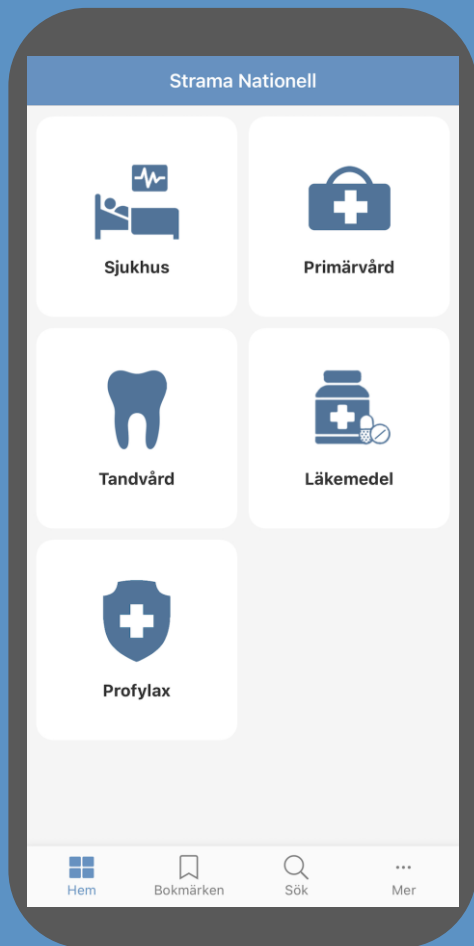 Strama Nationell
Sjukhus
Primärvård
Tandvård
Läkemedel
Profylax
Hem
Bokmärken
Sök
Mer